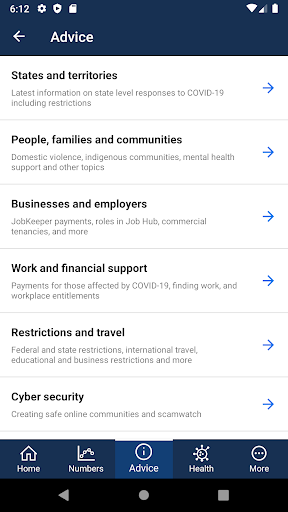 6:12
Advice
States and territories
Latest information on state level responses to COVID-19
including restrictions
People, families and communities
Domestic violence, indigenous communities, mental health
support and other topics
Businesses and employers
JobKeeper payments, roles in Job Hub, commercial
tenancies, and more
Work and financial support
Payments for those affected by COVID-19, finding work, and
workplace entitlements
Restrictions and travel
Federal and state restrictions, international travel,
educational and business restrictions and more
Cyber security
Creating safe online communities and scamwatch
Home Numbers Advice Health More